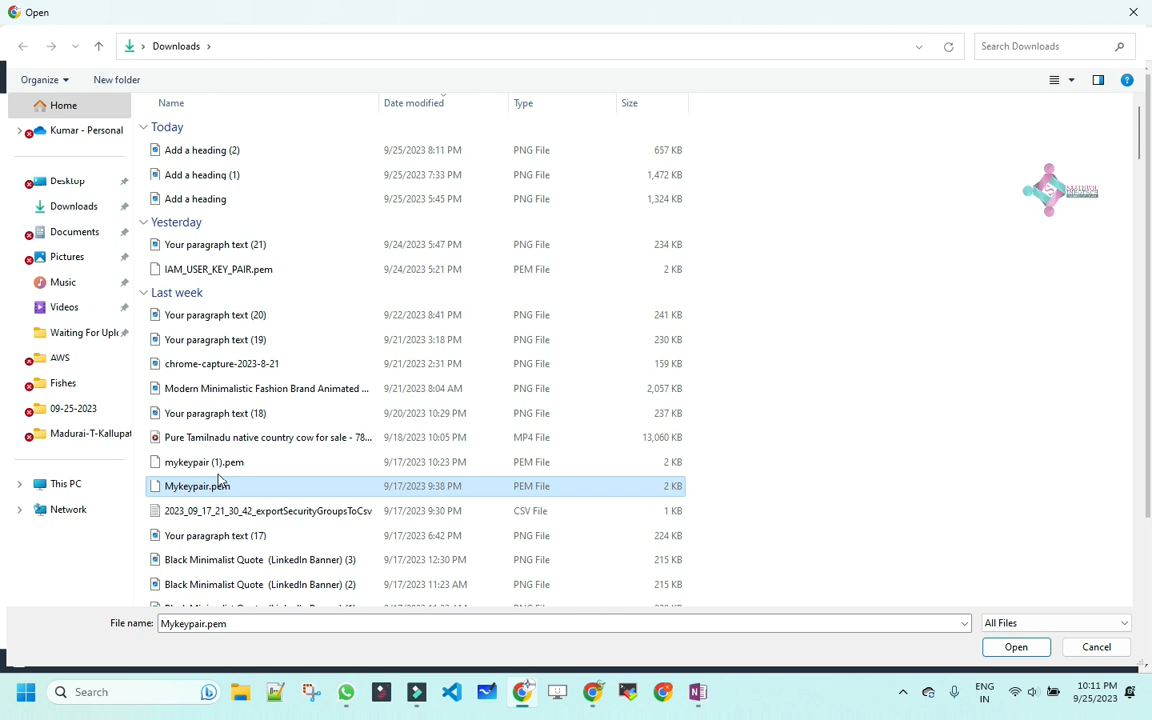 Open
Downloads
Search Downloads
Organize
New folder
Name
Date modified
Type
Size
Home
Kumar - Personal
Desktop
Downloads
Documents
Pictures
Music
Videos
Waiting For Uplo
AWS
Fishes
09-25-2023
Madurai-T-Kallupat
This PC
Network
Today
Add a heading (2) 9/25/2023 8:11 PM PNG File 657 KB
Add a heading (1) 9/25/2023 7:33 PM PNG File 1,472 KB
Add a heading 9/25/2023 5:45 PM PNG File 1,324 KB
Yesterday
Your paragraph text (21) 9/24/2023 5:47 PM PNG File 234 KB
IAM_USER_KEY_PAIR.pem 9/24/2023 5:21 PM PEM File 2 KB
Last week
Your paragraph text (20) 9/22/2023 8:41 PM PNG File 241 KB
Your paragraph text (19) 9/21/2023 3:18 PM PNG File 230 KB
chrome-capture-2023-8-21 9/21/2023 2:31 PM PNG File 159 KB
Modern Minimalistic Fashion Brand Animated ... 9/21/2023 8:04 AM PNG File 2,057 KB
Your paragraph text (18) 9/20/2023 10:29 PM PNG File 237 KB
Pure Tamilnadu native country cow for sale - 78... 9/18/2023 10:05 PM MP4 File 13,060 KB
mykeypair (1).pem 9/17/2023 10:23 PM PEM File 2 KB
Mykeypair.pem 9/17/2023 9:38 PM PEM File 2 KB
2023_09_17_21_30_42_exportSecurityGroupsToCsv 9/17/2023 9:30 PM CSV File 1 KB
Your paragraph text (17) 9/17/2023 6:42 PM PNG File 224 KB
Black Minimalist Quote (LinkedIn Banner) (3) 9/17/2023 12:30 PM PNG File 215 KB
Black Minimalist Quote (LinkedIn Banner) (2) 9/17/2023 11:23 AM PNG File 215 KB
File name: Mykeypair.pem
All Files
Open
Cancel
Search
ENG
IN
10:11 PM
9/25/2023